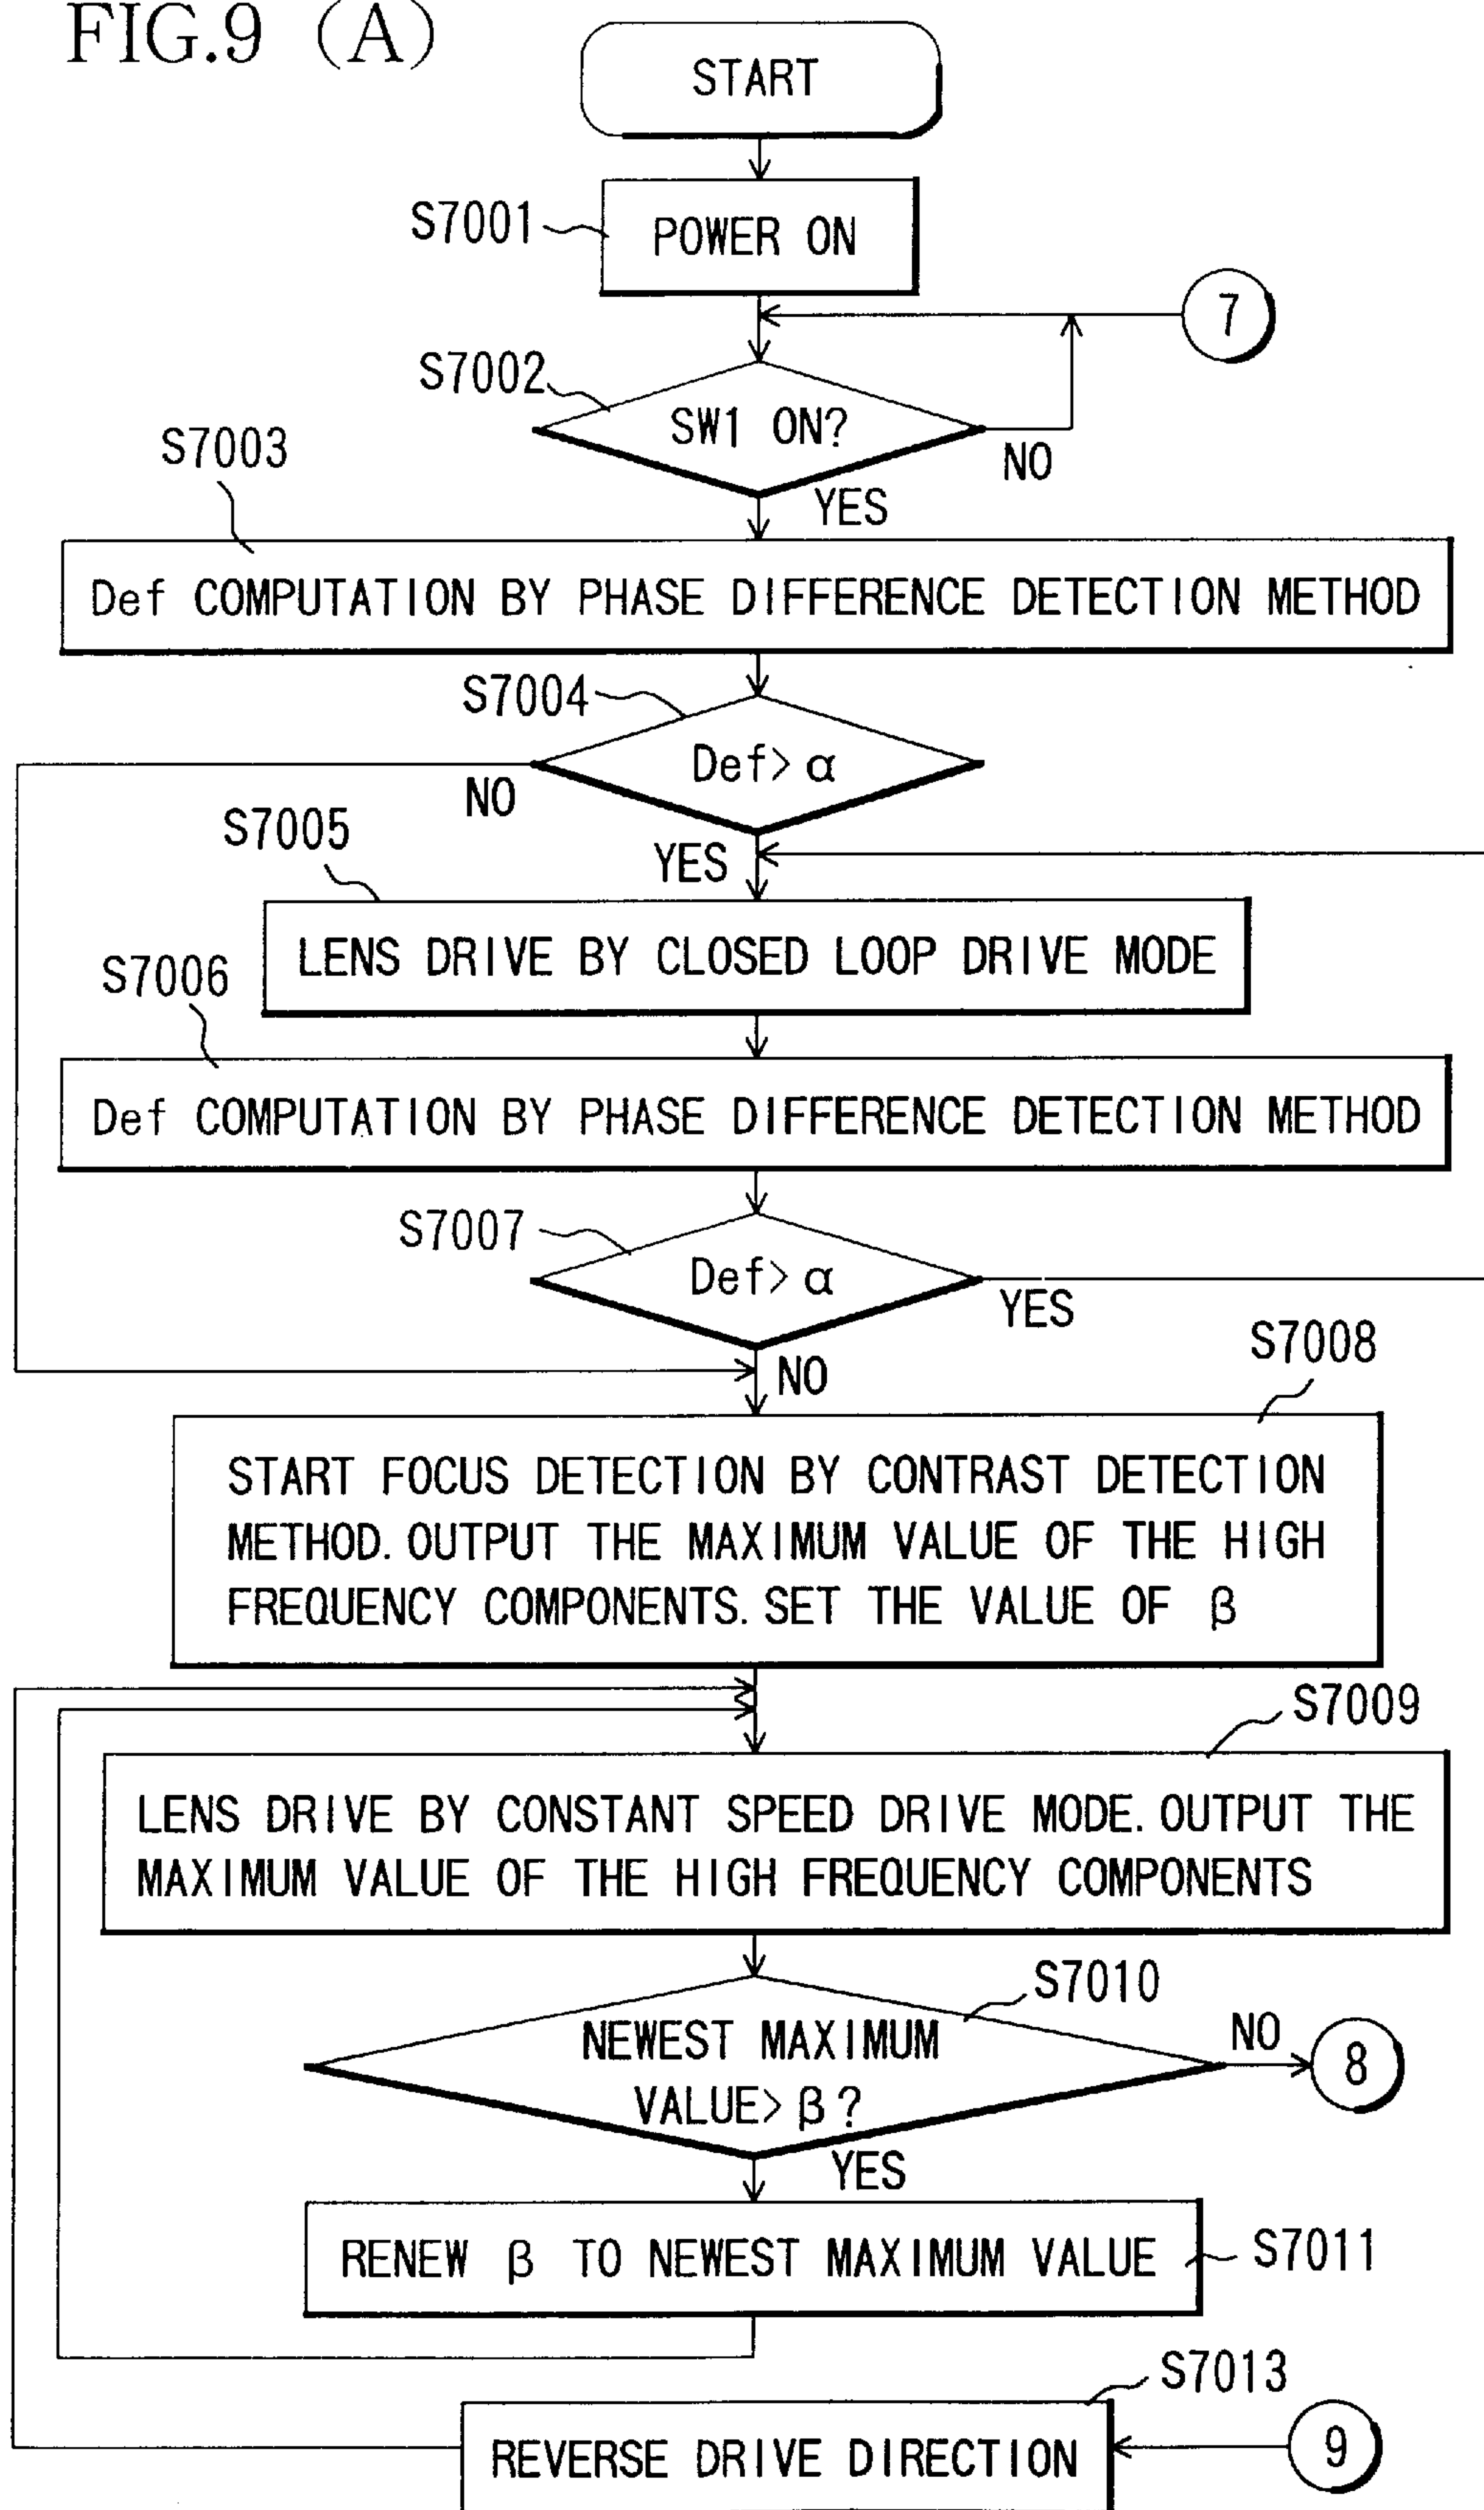 FIG.9 (A)
START
S7001
POWER ON
7
S7002
SW1 ON?
NO
YES
S7003
Def COMPUTATION BY PHASE DIFFERENCE DETECTION METHOD
S7004
Def> α
NO
YES
S7005
LENS DRIVE BY CLOSED LOOP DRIVE MODE
S7006
Def COMPUTATION BY PHASE DIFFERENCE DETECTION METHOD
S7007
Def> α
YES
NO
S7008
START FOCUS DETECTION BY CONTRAST DETECTION
METHOD. OUTPUT THE MAXIMUM VALUE OF THE HIGH
FREQUENCY COMPONENTS. SET THE VALUE OF β
S7009
LENS DRIVE BY CONSTANT SPEED DRIVE MODE. OUTPUT THE
MAXIMUM VALUE OF THE HIGH FREQUENCY COMPONENTS
S7010
NEWEST MAXIMUM
VALUE> β ?
NO
8
YES
RENEW β TO NEWEST MAXIMUM VALUE
S7011
S7013
REVERSE DRIVE DIRECTION
9